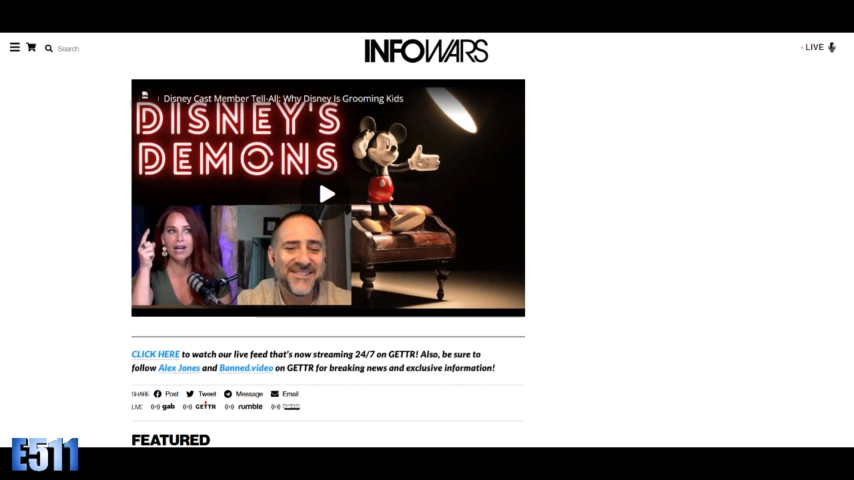 Search
INFOWARS
LIVE
Disney Cast Member Tell-All: Why Disney Is Grooming Kids
DISNEY'S
DEMONS
CLICK HERE to watch our live feed that's now streaming 24/7 on GETTR! Also, be sure to
follow Alex Jones and Banned.video on GETTR for breaking news and exclusive information!
SHARE: Post Tweet Message Email
LIVE: gab GETTR rumble
FEATURED
E511